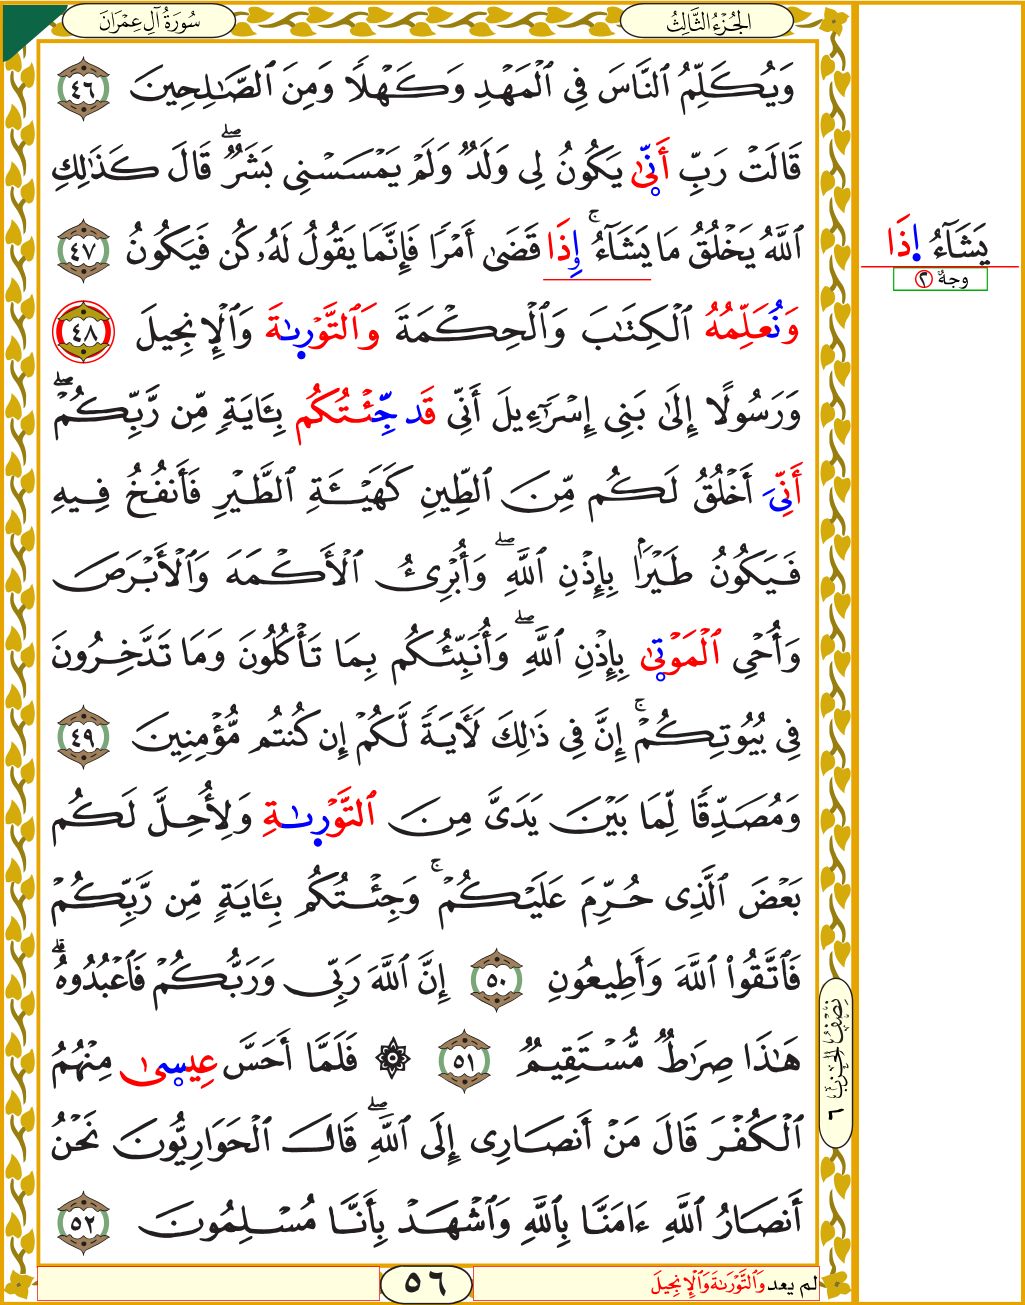 سُورَةُ آلِ عِمْرَانَ
الجُزْءُ الثَّالِثُ
وَيُكَلِّمُ ٱلنَّاسَ فِي ٱلْمَهْدِ وَكَهْلًا وَمِنَ ٱلصَّـٰلِحِينَ ٤٦
قَالَتْ رَبِّ أَنِّىٰ يَكُونُ لِى وَلَدٌ وَلَمْ يَمْسَسْنِى بَشَرٌ ۖ قَالَ كَذَٰلِكِ
ٱللَّهُ يَخْلُقُ مَا يَشَآءُ ۚ إِذَا قَضَىٰ أَمْرًا فَإِنَّمَا يَقُولُ لَهُۥ كُن فَيَكُونُ ٤٧
وَنُعَلِّمُهُ ٱلْكِتَـٰبَ وَٱلْحِكْمَةَ وَٱلتَّوْرِىٰةَ وَٱلْإِنجِيلَ ٤٨
وَرَسُولًا إِلَىٰ بَنِى إِسْرَٰٓءِيلَ أَنِّى قَد جِّئْتُكُم بِـَٔايَةٍ مِّن رَّبِّكُمْ ۖ
أَنِّىَ أَخْلُقُ لَكُم مِّنَ ٱلطِّينِ كَهَيْـَٔةِ ٱلطَّيْرِ فَأَنفُخُ فِيهِ
فَيَكُونُ طَيْرًا بِإِذْنِ ٱللَّهِ ۖ وَأُبْرِئُ ٱلْأَكْمَهَ وَٱلْأَبْرَصَ
وَأُحْىِ ٱلْمَوْتِىٰ بِإِذْنِ ٱللَّهِ ۖ وَأُنَبِّئُكُم بِمَا تَأْكُلُونَ وَمَا تَدَّخِرُونَ
فِى بُيُوتِكُمْ ۚ إِنَّ فِى ذَٰلِكَ لَـَٔايَةً لَّكُمْ إِن كُنتُم مُّؤْمِنِينَ ٤٩
وَمُصَدِّقًا لِّمَا بَيْنَ يَدَىَّ مِنَ ٱلتَّوْرِىٰةِ وَلِأُحِلَّ لَكُم
بَعْضَ ٱلَّذِى حُرِّمَ عَلَيْكُمْ ۚ وَجِئْتُكُم بِـَٔايَةٍ مِّن رَّبِّكُمْ
فَٱتَّقُوا۟ ٱللَّهَ وَأَطِيعُونِ ٥٠ إِنَّ ٱللَّهَ رَبِّى وَرَبُّكُمْ فَٱعْبُدُوهُ ۗ
هَـٰذَا صِرَٰطٌ مُّسْتَقِيمٌ ٥١ ۞ فَلَمَّا أَحَسَّ عِيسِىٰ مِنْهُمُ
ٱلْكُفْرَ قَالَ مَنْ أَنصَارِى إِلَى ٱللَّهِ ۖ قَالَ ٱلْحَوَارِيُّونَ نَحْنُ
أَنصَارُ ٱللَّهِ ءَامَنَّا بِٱللَّهِ وَٱشْهَدْ بِأَنَّا مُسْلِمُونَ ٥٢
يَشَآءُ إِذَا
وجهٌ ٢
نِصْفُ الحِزْبِ ٦
لم يعد وَٱلتَّوْرَىٰةَ وَٱلْإِنجِيلَ
٥٦